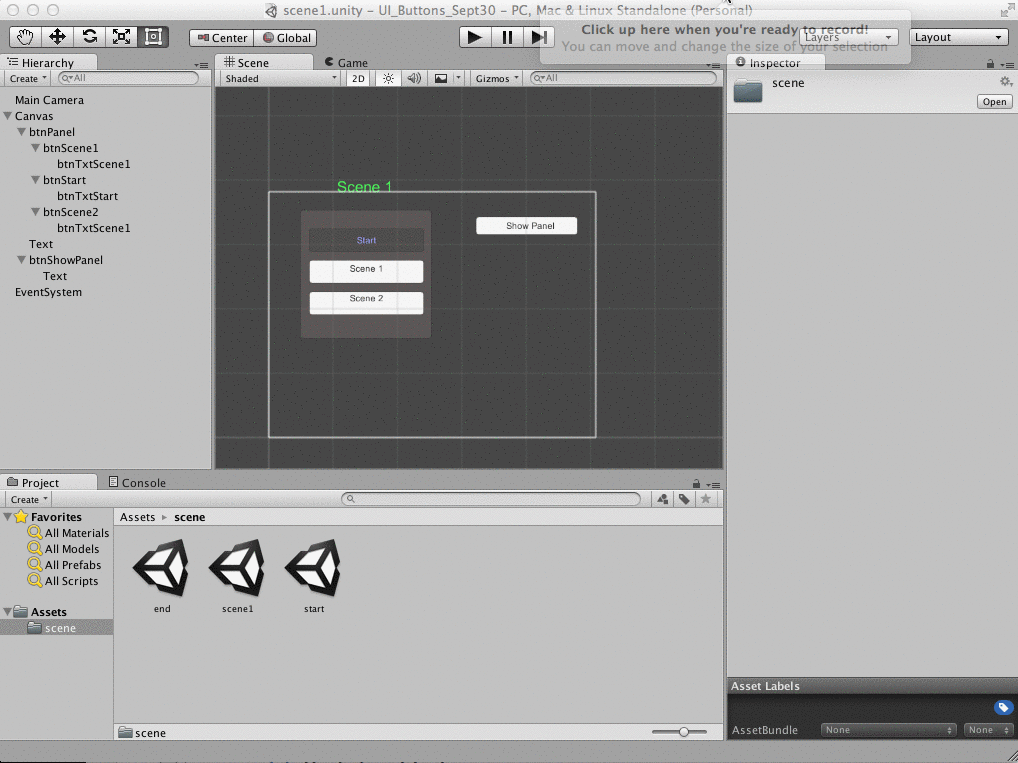 scene1.unity – UI_Buttons_Sept30 – PC, Mac & Linux Standalone (Personal)
Click up here when you're ready to record!
You can move and change the size of your selection
Center Global Layers Layout
Hierarchy Scene Game Inspector
Create All Shaded 2D Gizmos All
scene
Open
Main Camera
Canvas
btnPanel
btnScene1
btnTxtScene1
btnStart
btnTxtStart
btnScene2
btnTxtScene1
Text
btnShowPanel
Text
EventSystem
Scene 1
Show Panel
Start
Scene 1
Scene 2
Project Console
Create
Favorites
All Materials
All Models
All Prefabs
All Scripts
Assets
scene
Assets scene
end scene1 start
scene
Asset Labels
AssetBundle None None